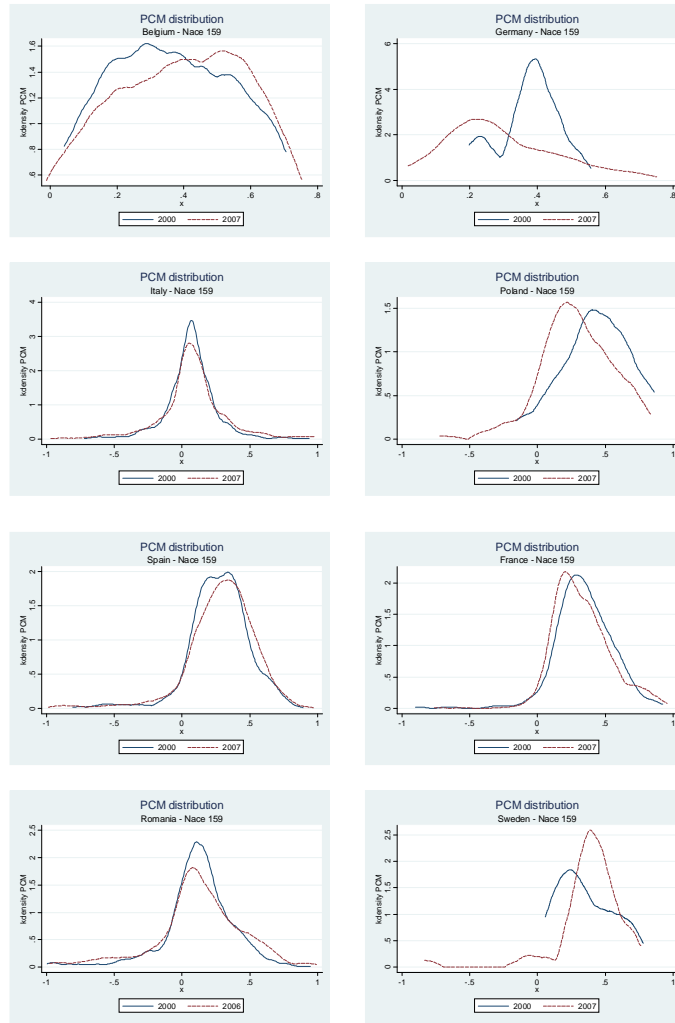 PCM distribution
Belgium - Nace 159
kdensity PCM
.6 .8 1 1.2 1.4 1.6
0 .2 .4 .6 .8
x
2000 2007
PCM distribution
Germany - Nace 159
kdensity PCM
0 2 4 6
0 .2 .4 .6 .8
x
2000 2007
PCM distribution
Italy - Nace 159
kdensity PCM
0 1 2 3 4
-1 -.5 0 .5 1
x
2000 2007
PCM distribution
Poland - Nace 159
kdensity PCM
0 .5 1 1.5
-1 -.5 0 .5 1
x
2000 2007
PCM distribution
Spain - Nace 159
kdensity PCM
0 .5 1 1.5 2
-1 -.5 0 .5 1
x
2000 2007
PCM distribution
France - Nace 159
kdensity PCM
0 .5 1 1.5 2
-1 -.5 0 .5 1
x
2000 2007
PCM distribution
Romania - Nace 159
kdensity PCM
0 .5 1 1.5 2 2.5
-1 -.5 0 .5 1
x
2000 2006
PCM distribution
Sweden - Nace 159
kdensity PCM
0 .5 1 1.5 2 2.5
-1 -.5 0 .5 1
x
2000 2007